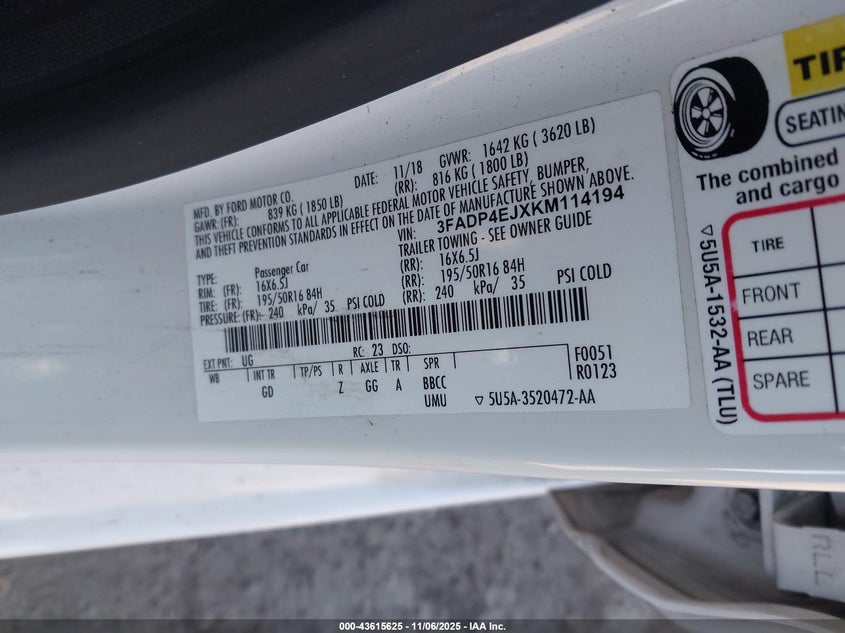 MFD. BY FORD MOTOR CO.
DATE: 11/18 GVWR: 1642 KG ( 3620 LB)
GAWR: (FR): 839 KG ( 1850 LB) (RR): 816 KG ( 1800 LB)
THIS VEHICLE CONFORMS TO ALL APPLICABLE FEDERAL MOTOR VEHICLE SAFETY, BUMPER,
AND THEFT PREVENTION STANDARDS IN EFFECT ON THE DATE OF MANUFACTURE SHOWN ABOVE.
VIN: 3FADP4EJXKM114194
TYPE: Passenger Car TRAILER TOWING - SEE OWNER GUIDE
RIM: (FR): 16X6.5J (RR): 16X6.5J
TIRE: (FR): 195/50R16 84H (RR): 195/50R16 84H
PRESSURE: (FR): 240 kPa/ 35 PSI COLD (RR): 240 kPa/ 35 PSI COLD
EXT PNT: UG RC: 23 DSO:
WB INT TR TP/PS R AXLE TR SPR
GD Z GG A BBCC
UMU
F0051
R0123
▽ 5U5A-3520472-AA
▽ 5U5A-1532-AA (TLU)
TIR
SEATIN
The combined
and cargo
TIRE
FRONT
REAR
SPARE
RLL
000-43615625 - 11/06/2025 - IAA Inc.